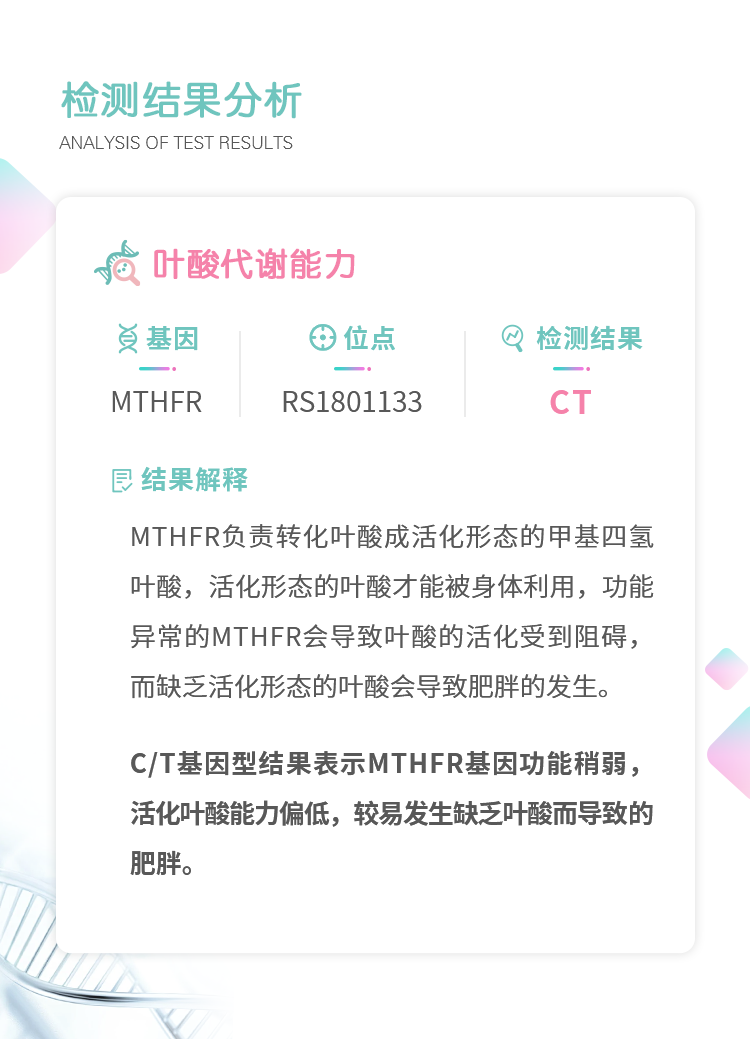 检测结果分析
ANALYSIS OF TEST RESULTS
叶酸代谢能力
基因
位点
检测结果
MTHFR
RS1801133
CT
结果解释
MTHFR负责转化叶酸成活化形态的甲基四氢
叶酸，活化形态的叶酸才能被身体利用，功能
异常的MTHFR会导致叶酸的活化受到阻碍，
而缺乏活化形态的叶酸会导致肥胖的发生。
C/T基因型结果表示MTHFR基因功能稍弱，
活化叶酸能力偏低，较易发生缺乏叶酸而导致的
肥胖。